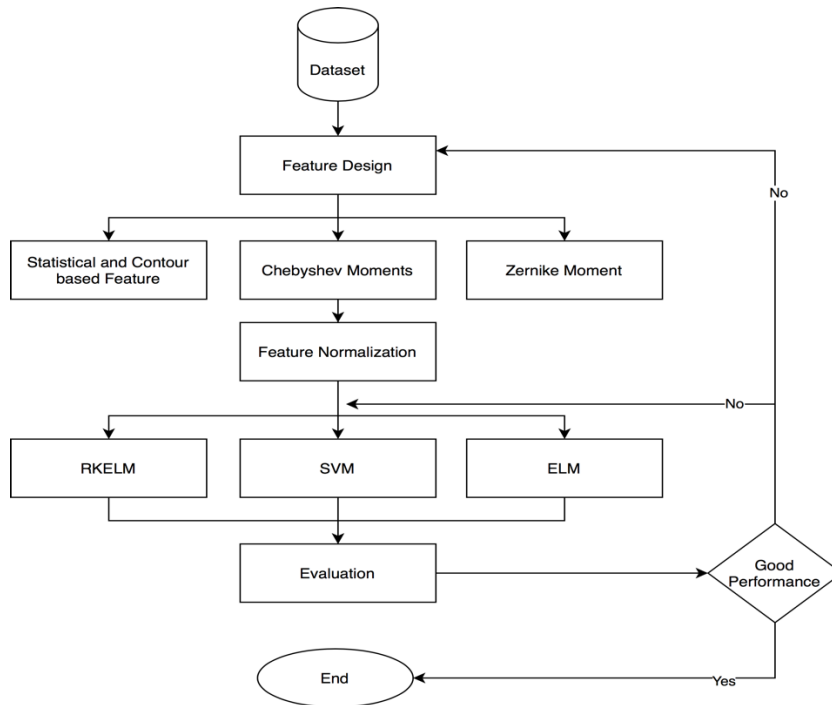 Dataset
Feature Design
No
Statistical and Contour
based Feature
Chebyshev Moments
Zernike Moment
Feature Normalization
No
RKELM
SVM
ELM
Evaluation
Good
Performance
End
Yes